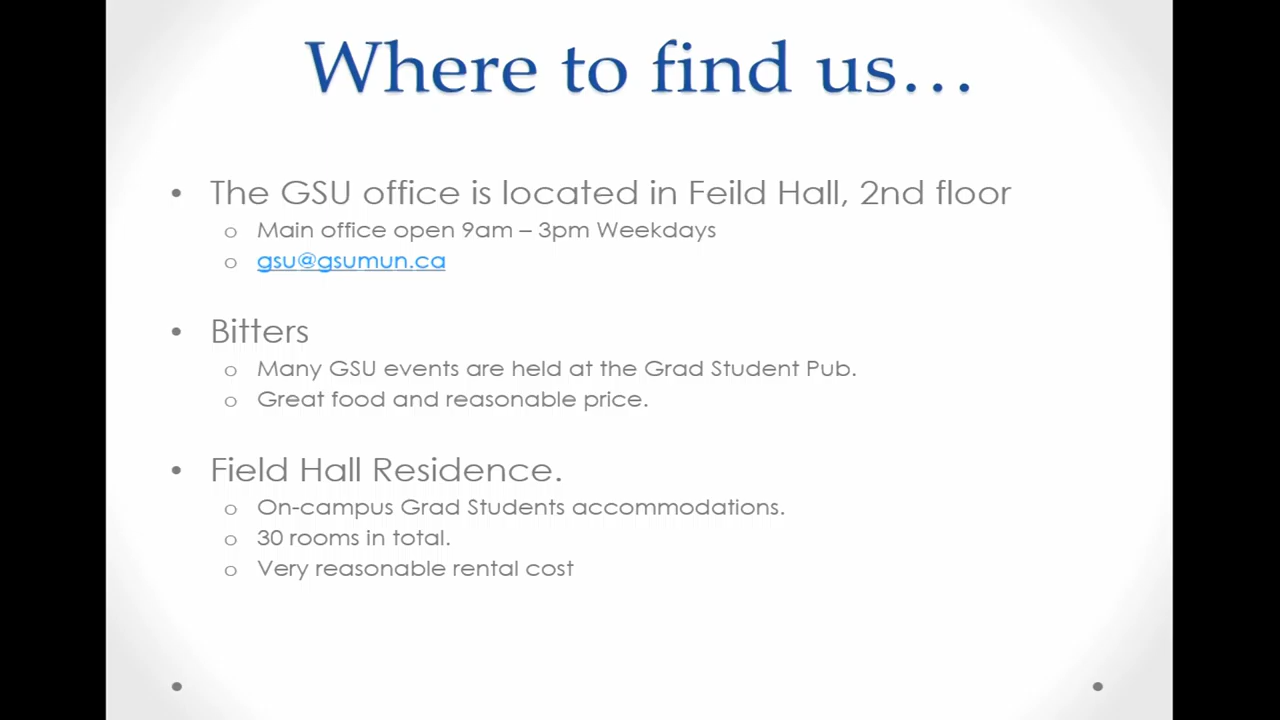 Where to find us...
• The GSU office is located in Feild Hall, 2nd floor
o Main office open 9am – 3pm Weekdays
o gsu@gsumun.ca
• Bitters
o Many GSU events are held at the Grad Student Pub.
o Great food and reasonable price.
• Field Hall Residence.
o On-campus Grad Students accommodations.
o 30 rooms in total.
o Very reasonable rental cost